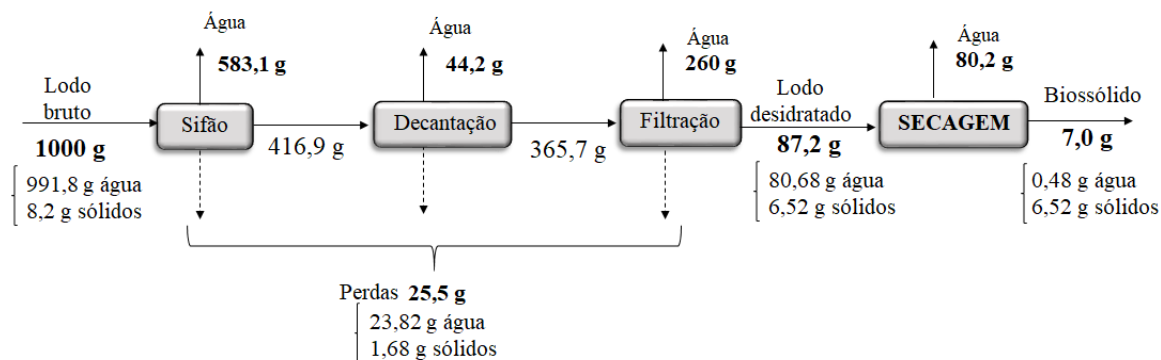 Água
583,1 g
Água
44,2 g
Água
260 g
Água
80,2 g
Lodo
bruto
1000 g
991,8 g água
8,2 g sólidos
Sifão
416,9 g
Decantação
365,7 g
Filtração
Lodo
desidratado
87,2 g
80,68 g água
6,52 g sólidos
SECAGEM
Biossólido
7,0 g
0,48 g água
6,52 g sólidos
Perdas 25,5 g
23,82 g água
1,68 g sólidos